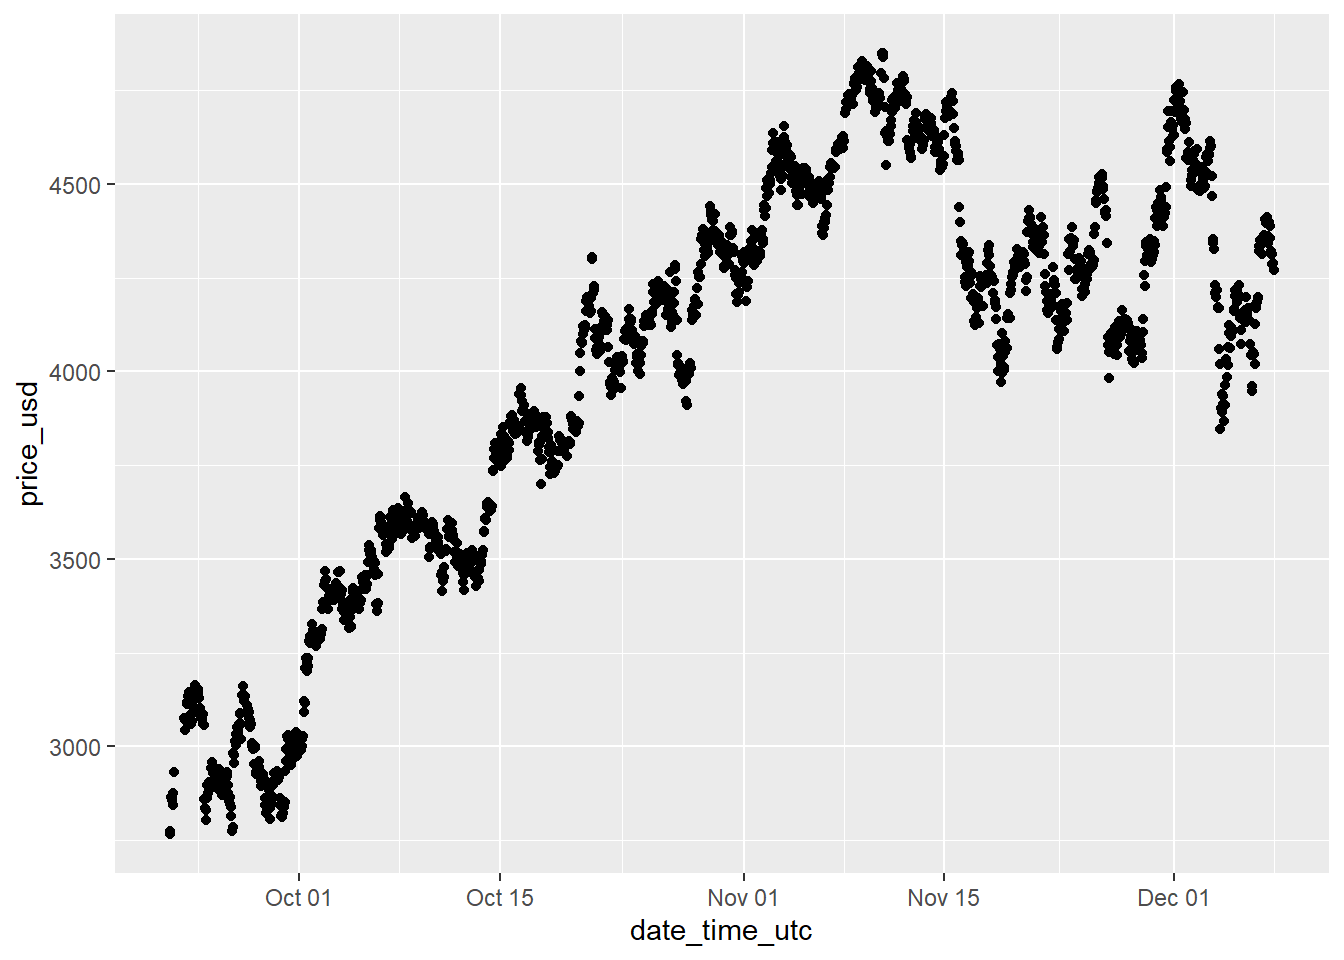 price_usd
4500
4000
3500
3000
Oct 01
Oct 15
Nov 01
Nov 15
Dec 01
date_time_utc